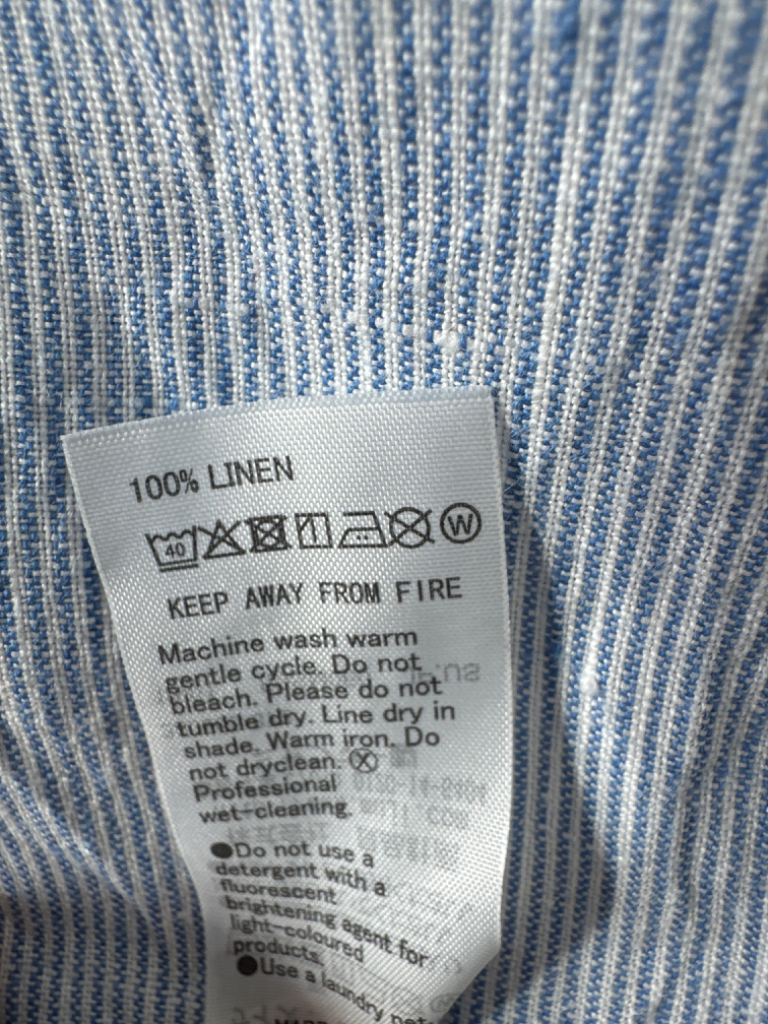 100% LINEN
40 W
KEEP AWAY FROM FIRE
Machine wash warm
gentle cycle. Do not
bleach. Please do not
tumble dry. Line dry in
shade. Warm iron. Do
not dryclean. Ⓧ
Professional
wet-cleaning.
●Do not use a
detergent with a
fluorescent
brightening agent for
light-coloured
products.
●Use a laundry net